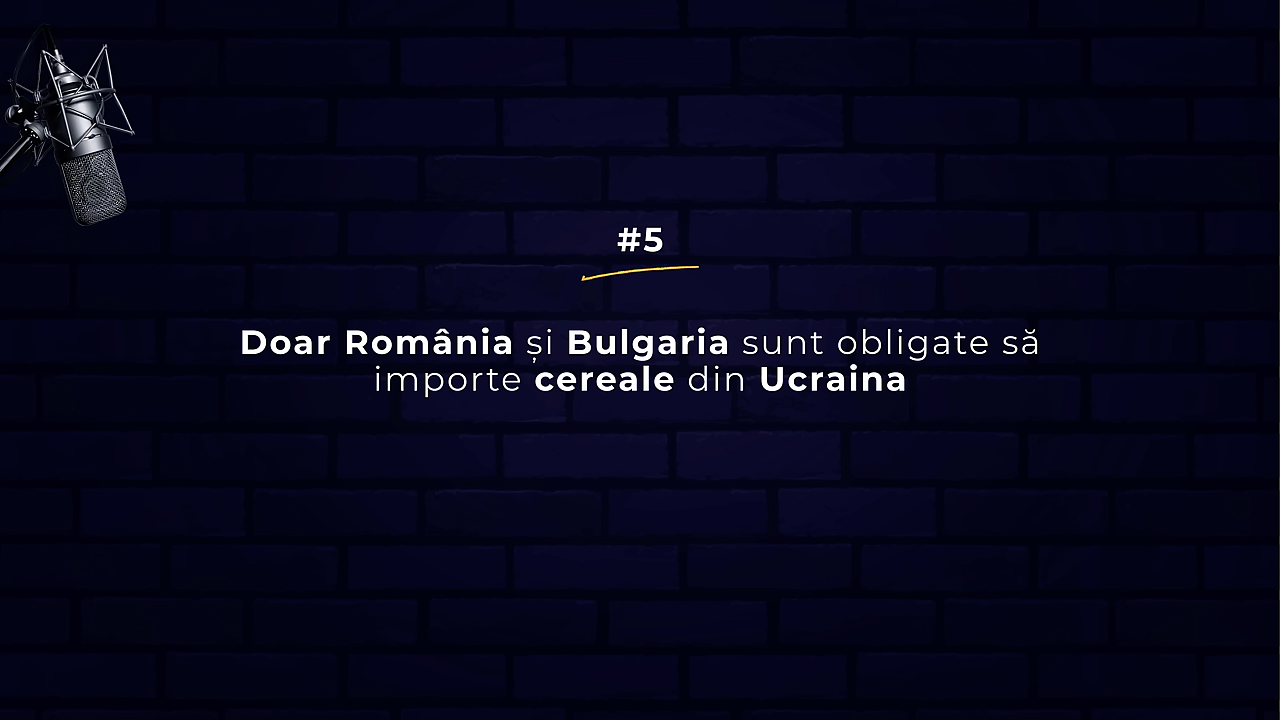 #5
Doar România și Bulgaria sunt obligate să
importe cereale din Ucraina